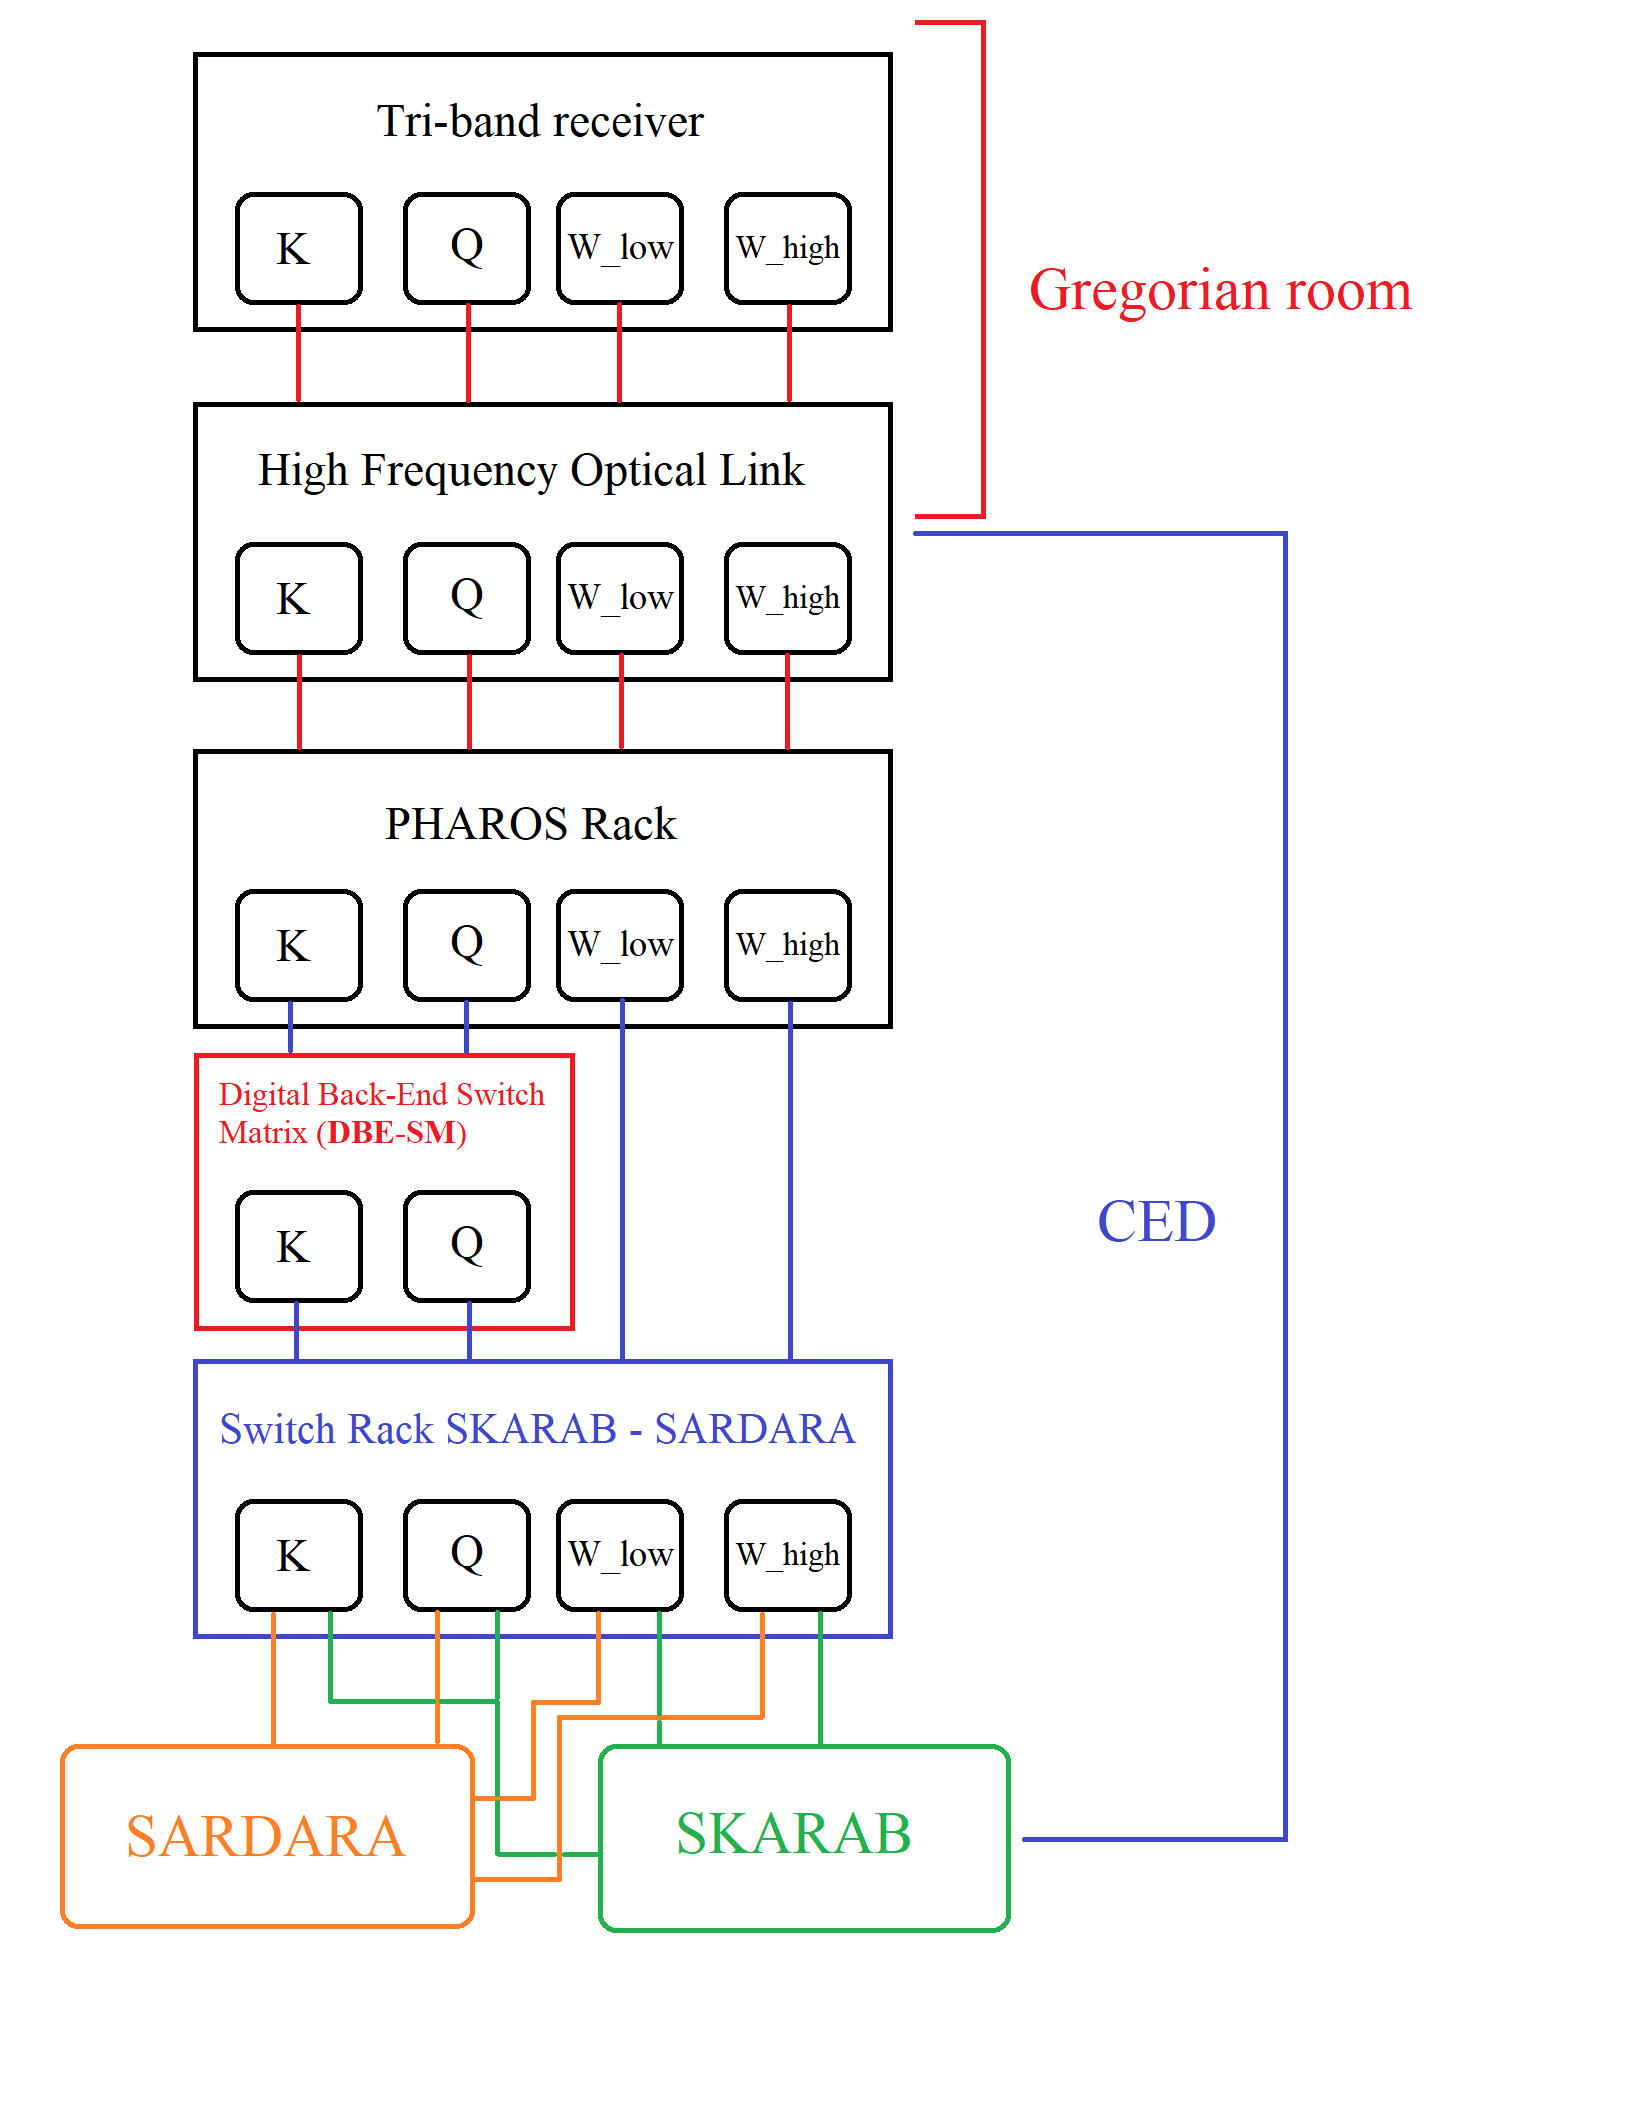 Tri-band receiver
K Q W_low W_high
Gregorian room
High Frequency Optical Link
K Q W_low W_high
PHAROS Rack
K Q W_low W_high
Digital Back-End Switch
Matrix (DBE-SM)
K Q
CED
Switch Rack SKARAB - SARDARA
K Q W_low W_high
SARDARA
SKARAB